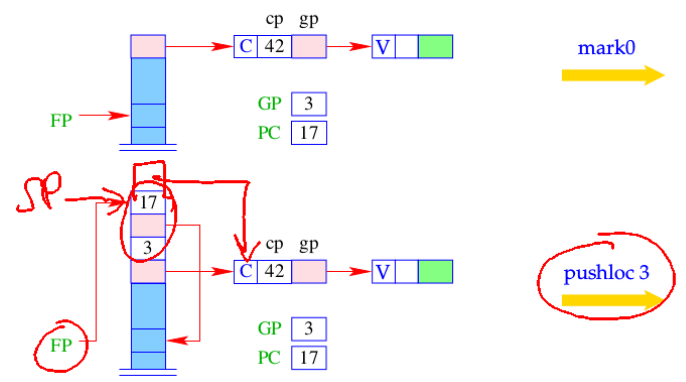 cp gp
C 42 V mark0
GP 3
FP
PC 17
SP 17
3 cp gp
C 42 V pushloc 3
FP GP 3
PC 17